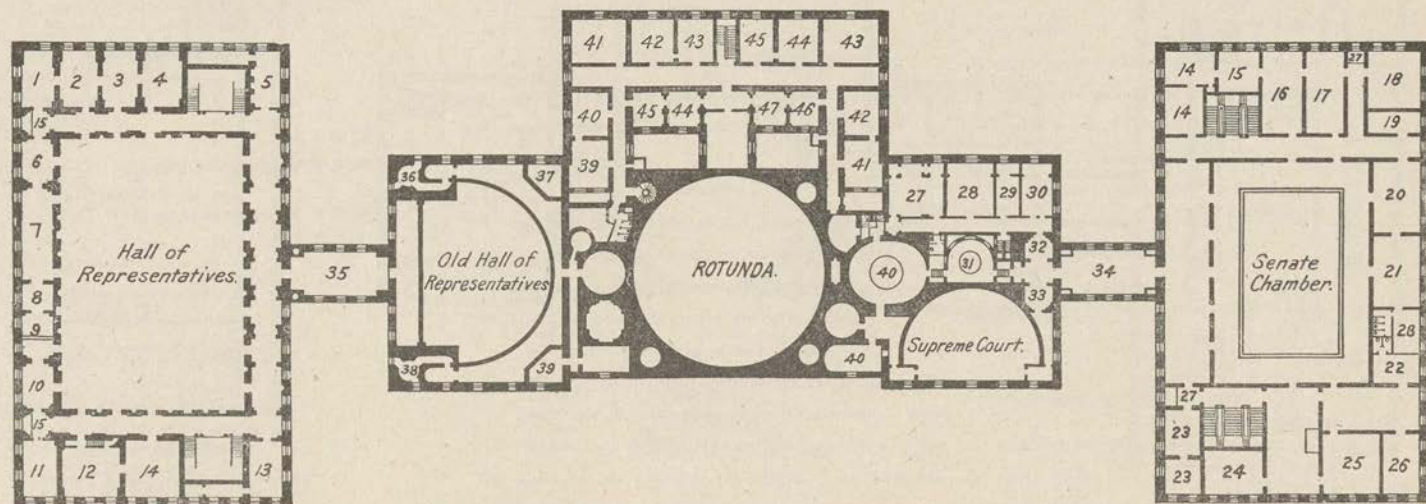 41 42 43 45 44 43
1 2 3 4 5
14 15 27 18
14 16 17 19
40 45 44 47 46 42
39 41
15
6
7
8
9
10
15
11 12 14 13
Hall of
Representatives.
35
36 37
Old Hall of
Representatives
38 39
ROTUNDA.
27 28 29 30
40 31 32
33
40
Supreme Court.
34
Senate
Chamber.
20
21
28
22
27
23
23 24 25 26